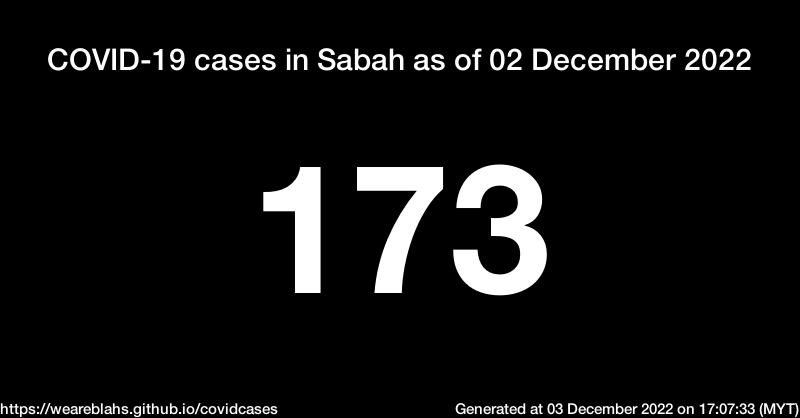 COVID-19 cases in Sabah as of 02 December 2022
173
https://weareblahs.github.io/covidcases
Generated at 03 December 2022 on 17:07:33 (MYT)